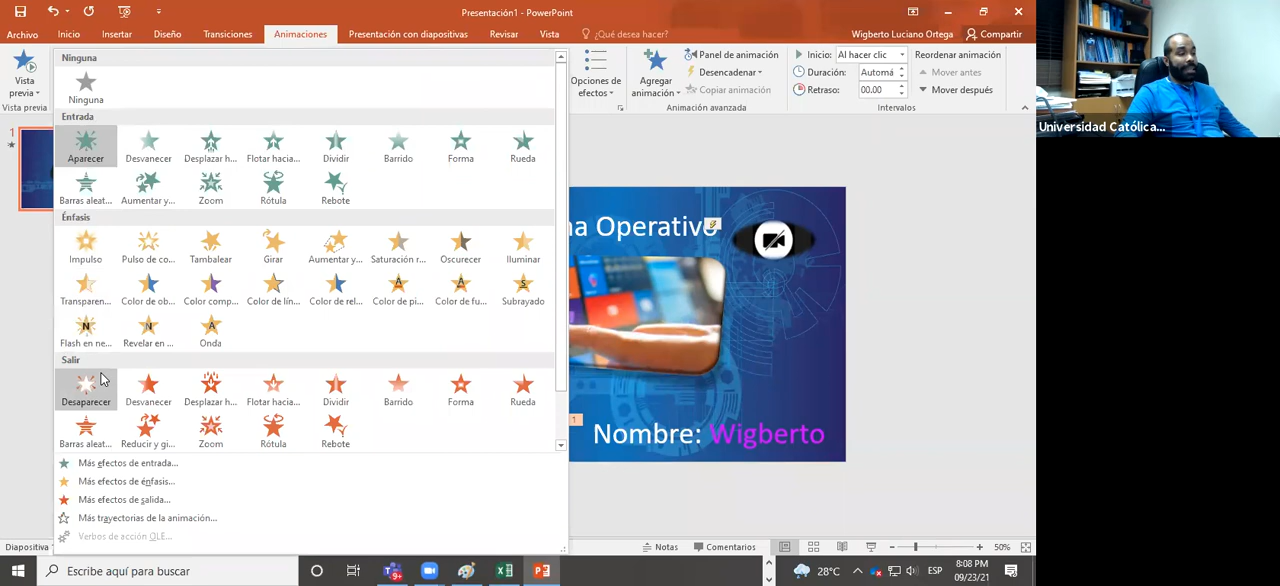 Presentación1 - PowerPoint
Archivo Inicio Insertar Diseño Transiciones Animaciones Presentación con diapositivas Revisar Vista ¿Qué desea hacer? Wigberto Luciano Ortega Compartir
Vista previa
Vista previa
Ninguna
Ninguna
Entrada
Aparecer Desvanecer Desplazar h... Flotar hacia... Dividir Barrido Forma Rueda
Barras aleat... Aumentar y... Zoom Rótula Rebote
Énfasis
Impulso Pulso de co... Tambalear Girar Aumentar y... Saturación r... Oscurecer Iluminar
Transparen... Color de ob... Color comp... Color de lín... Color de rel... Color de pi... Color de fu... Subrayado
Flash en ne... Revelar en ... Onda
Salir
Desaparecer Desvanecer Desplazar h... Flotar hacia... Dividir Barrido Forma Rueda
Barras aleat... Reducir y gi... Zoom Rótula Rebote
Más efectos de entrada...
Más efectos de énfasis...
Más efectos de salida...
Más trayectorias de la animación...
Verbos de acción OLE...
Opciones de efectos
Agregar animación
Panel de animación
Desencadenar
Copiar animación
Animación avanzada
Inicio: Al hacer clic
Duración: Automá
Retraso: 00.00
Reordenar animación
Mover antes
Mover después
Intervalos
1
na Operativo
1
Nombre: Wigberto
Universidad Católica...
Diapositiva
Notas Comentarios 50%
Escribe aquí para buscar
9+
28°C ESP
8:08 PM
09/23/21